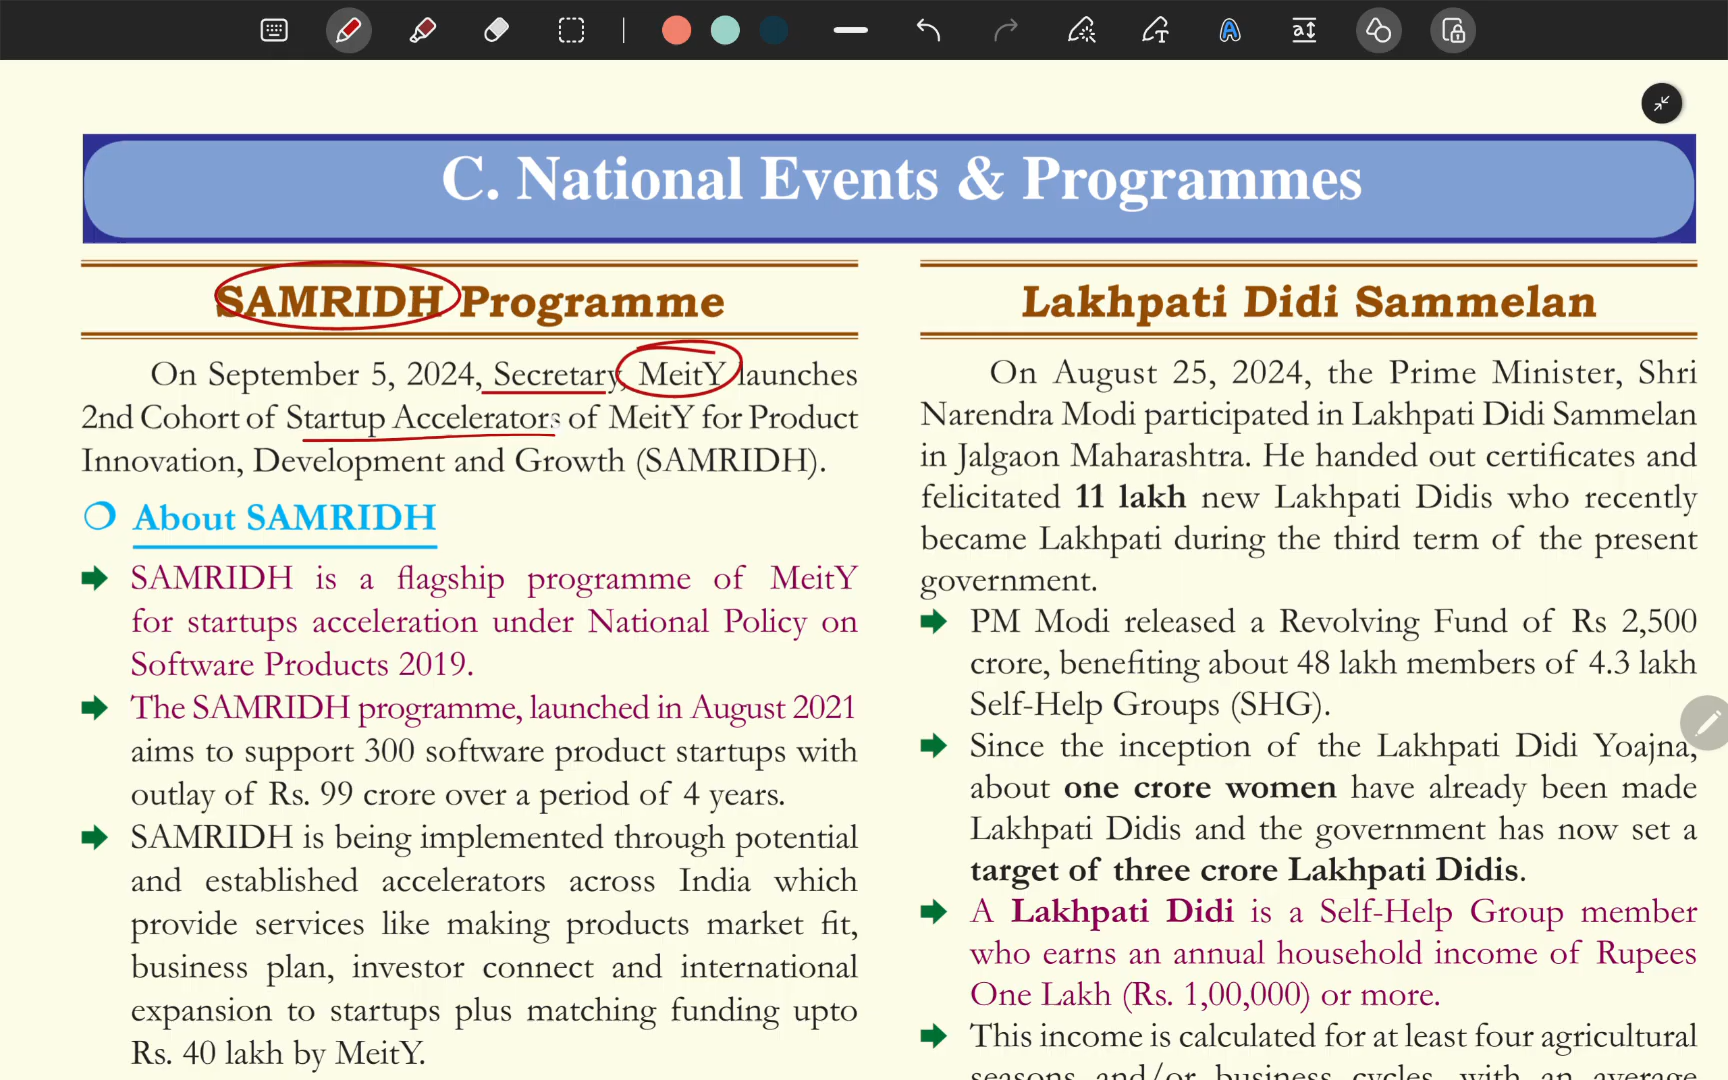 C. National Events & Programmes
SAMRIDH Programme
On September 5, 2024, Secretary, MeitY launches
2nd Cohort of Startup Accelerators of MeitY for Product
Innovation, Development and Growth (SAMRIDH).
About SAMRIDH
SAMRIDH is a flagship programme of MeitY
for startups acceleration under National Policy on
Software Products 2019.
The SAMRIDH programme, launched in August 2021
aims to support 300 software product startups with
outlay of Rs. 99 crore over a period of 4 years.
SAMRIDH is being implemented through potential
and established accelerators across India which
provide services like making products market fit,
business plan, investor connect and international
expansion to startups plus matching funding upto
Rs. 40 lakh by MeitY.
Lakhpati Didi Sammelan
On August 25, 2024, the Prime Minister, Shri
Narendra Modi participated in Lakhpati Didi Sammelan
in Jalgaon Maharashtra. He handed out certificates and
felicitated 11 lakh new Lakhpati Didis who recently
became Lakhpati during the third term of the present
government.
PM Modi released a Revolving Fund of Rs 2,500
crore, benefiting about 48 lakh members of 4.3 lakh
Self-Help Groups (SHG).
Since the inception of the Lakhpati Didi Yoajna,
about one crore women have already been made
Lakhpati Didis and the government has now set a
target of three crore Lakhpati Didis.
A Lakhpati Didi is a Self-Help Group member
who earns an annual household income of Rupees
One Lakh (Rs. 1,00,000) or more.
This income is calculated for at least four agricultural
seasons and/or business cycles, with an average